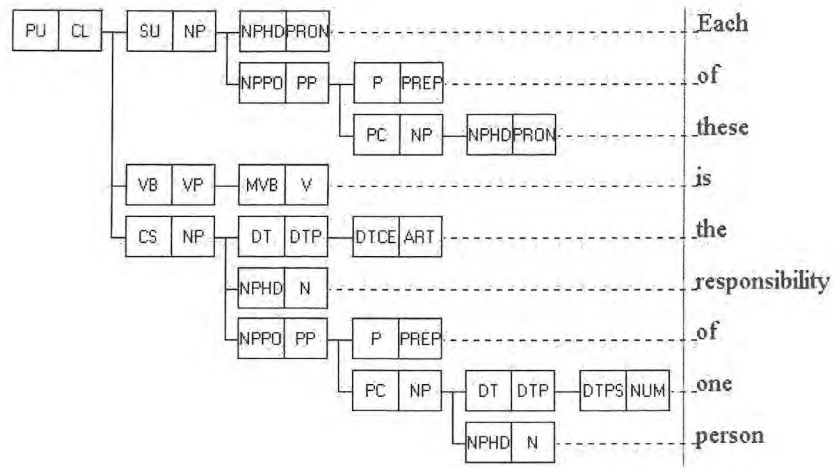 PU CL SU NP NPHD PRON Each
NPPO PP P PREP of
PC NP NPHD PRON these
VB VP MVB V is
CS NP DT DTP DTCE ART the
NPHD N responsibility
NPPO PP P PREP of
PC NP DT DTP DTPS NUM one
NPHD N person